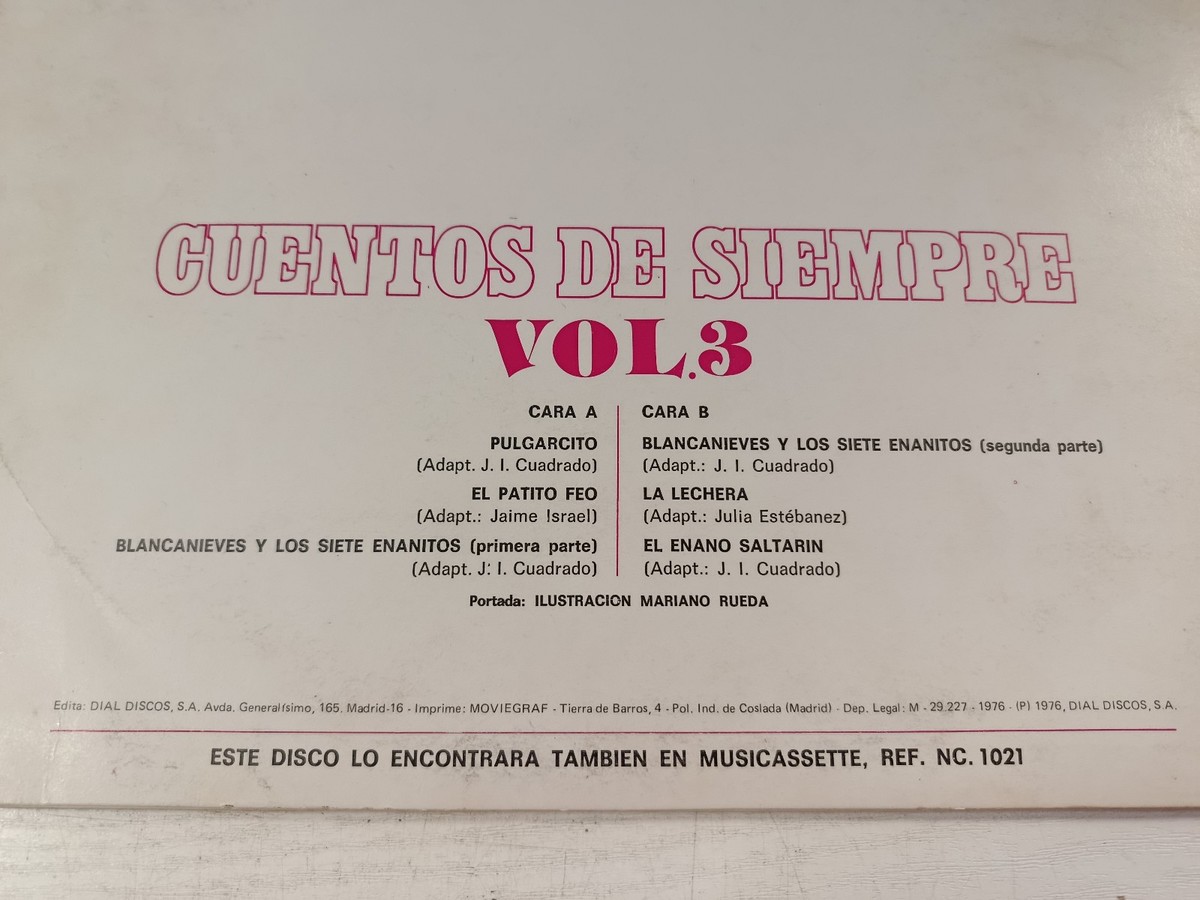 CUENTOS DE SIEMPRE
VOL.3
CARA A
PULGARCITO
(Adapt. J. I. Cuadrado)
EL PATITO FEO
(Adapt.: Jaime Israel)
BLANCANIEVES Y LOS SIETE ENANITOS (primera parte)
(Adapt. J. I. Cuadrado)
CARA B
BLANCANIEVES Y LOS SIETE ENANITOS (segunda parte)
(Adapt.: J. I. Cuadrado)
LA LECHERA
(Adapt.: Julia Estébanez)
EL ENANO SALTARIN
(Adapt.: J. I. Cuadrado)
Portada: ILUSTRACION MARIANO RUEDA
Edita: DIAL DISCOS, S.A. Avda. Generalísimo, 165. Madrid-16 - Imprime: MOVIEGRAF - Tierra de Barros, 4 - Pol. Ind. de Coslada (Madrid) - Dep. Legal: M - 29.227 - 1976 - (P) 1976, DIAL DISCOS, S.A.
ESTE DISCO LO ENCONTRARA TAMBIEN EN MUSICASSETTE, REF. NC. 1021